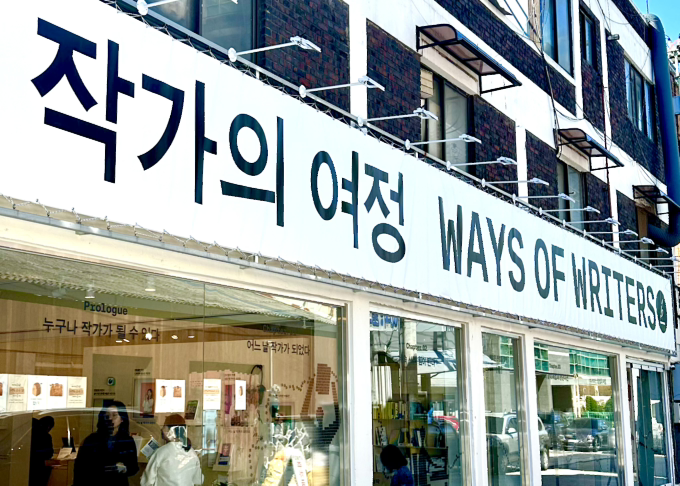 작가의 여정 WAYS OF WRITERS
Prologue
누구나 작가가 될 수 있다
어느 날 작가가 되었다